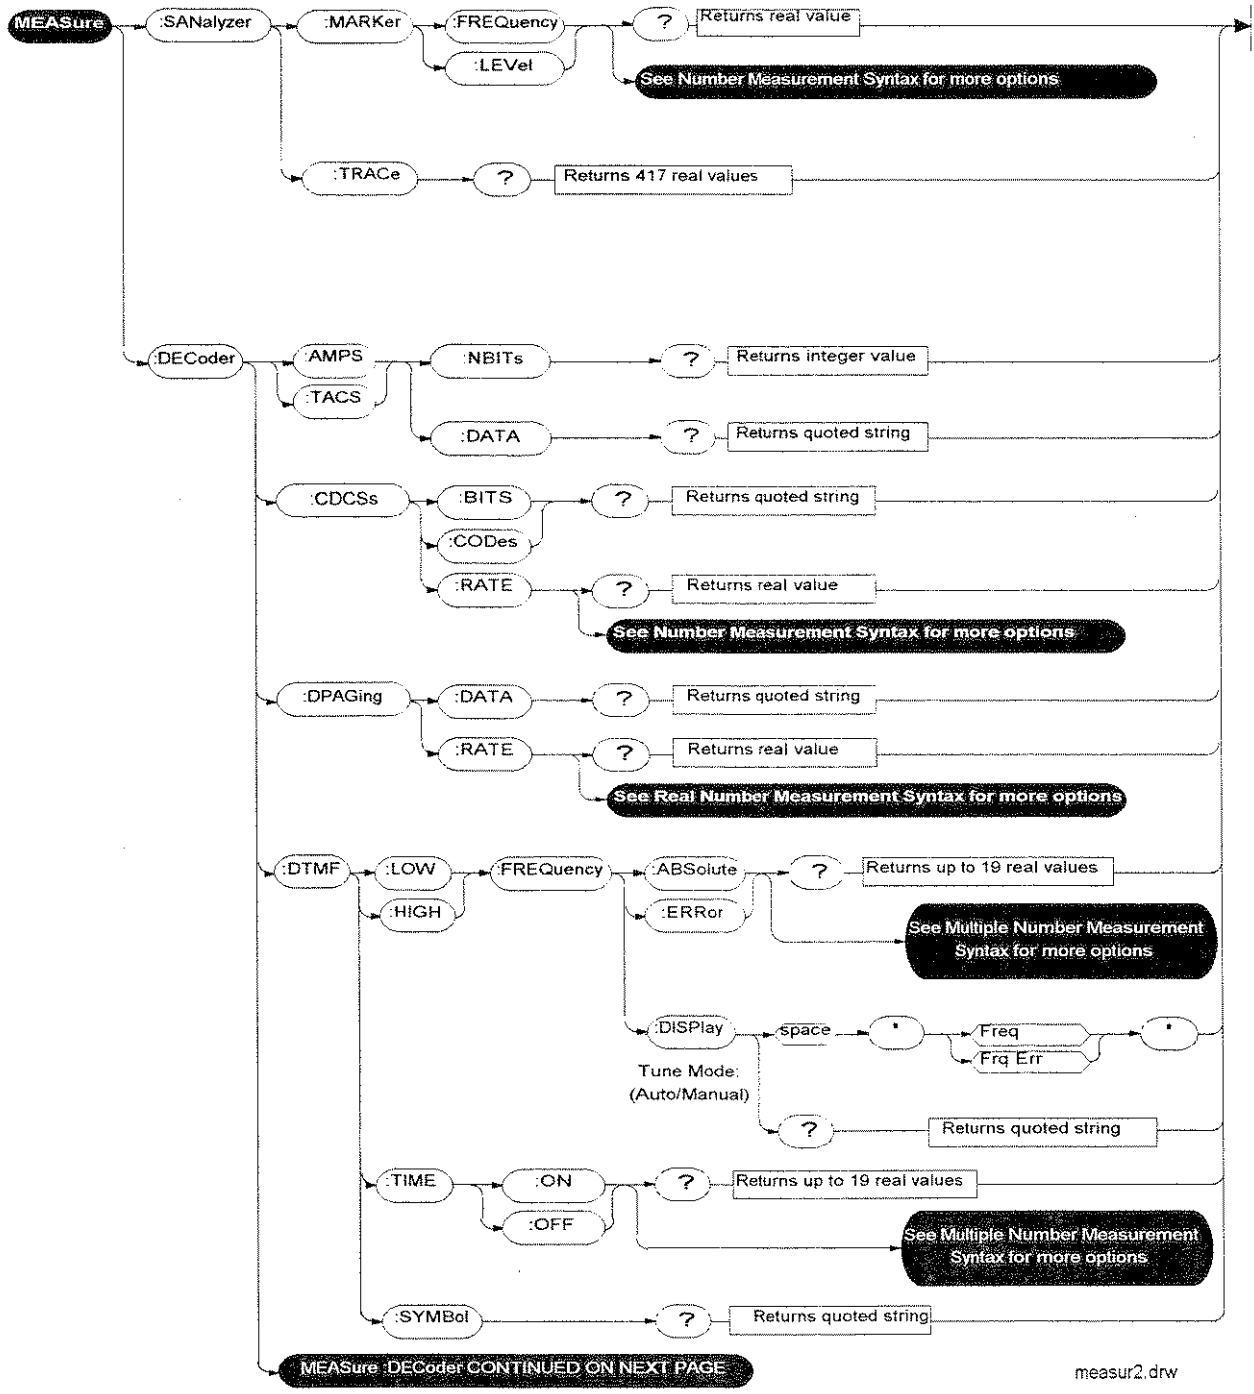 MEASure :SANalyzer :MARKer :FREQuency ? Returns real value
:LEVel
See Number Measurement Syntax for more options
:TRACe ? Returns 417 real values
:DECoder :AMPS :NBITs ? Returns integer value
:TACS
:DATA ? Returns quoted string
:CDCSs :BITS ? Returns quoted string
:CODes
:RATE ? Returns real value
See Number Measurement Syntax for more options
:DPAGing :DATA ? Returns quoted string
:RATE ? Returns real value
See Real Number Measurement Syntax for more options
:DTMF :LOW :FREQuency :ABSolute ? Returns up to 19 real values
:HIGH :ERRor
See Multiple Number Measurement
Syntax for more options
:DISPlay space ' Freq '
Frq Err
Tune Mode:
(Auto/Manual)
? Returns quoted string
:TIME :ON ? Returns up to 19 real values
:OFF
See Multiple Number Measurement
Syntax for more options
:SYMBol ? Returns quoted string
MEASure :DECoder CONTINUED ON NEXT PAGE
measur2.drw